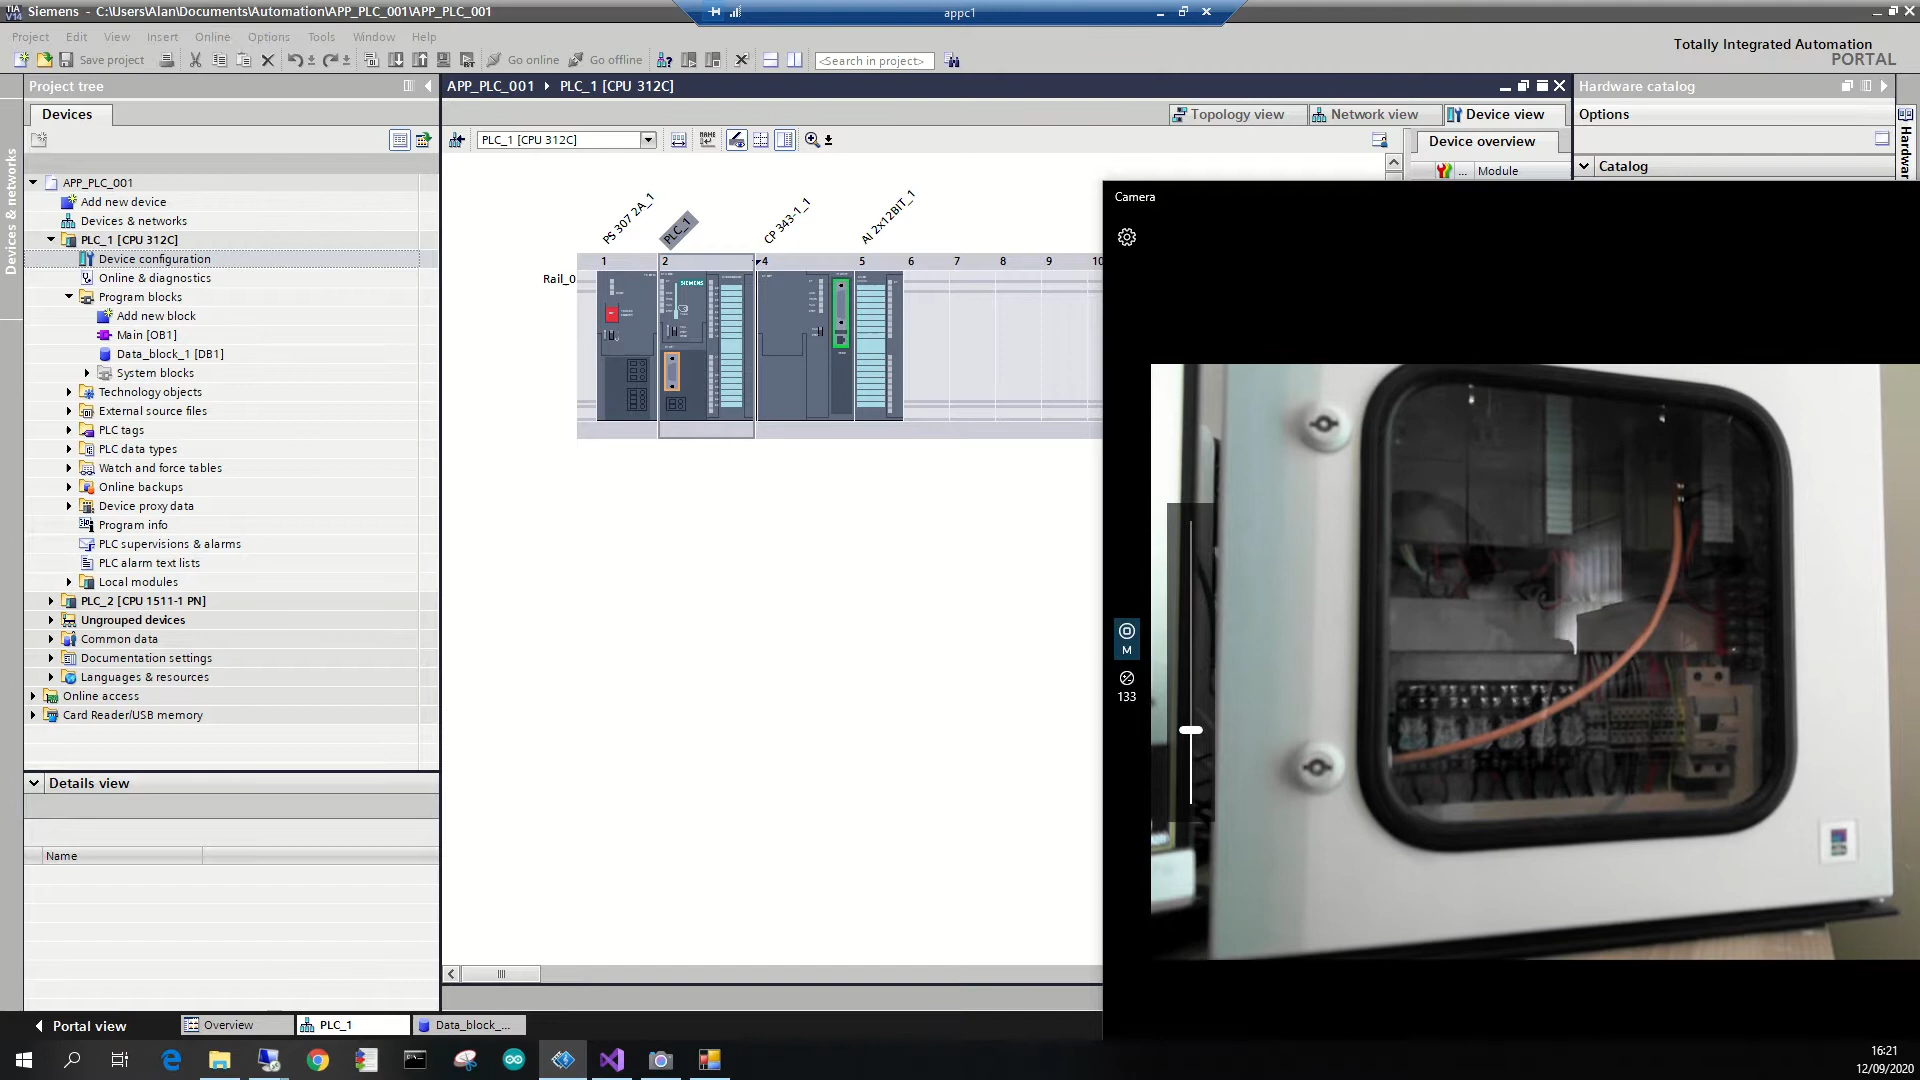 TIA
V14
Siemens - C:\Users\Alan\Documents\Automation\APP_PLC_001\APP_PLC_001
appc1
Project Edit View Insert Online Options Tools Window Help
Totally Integrated Automation
PORTAL
Save project
Go online
Go offline
<Search in project>
Project tree
APP_PLC_001 PLC_1 [CPU 312C]
Hardware catalog
Devices
Topology view
Network view
Device view
Options
PLC_1 [CPU 312C]
Device overview
... Module
Catalog
Hardwar
Devices & networks
APP_PLC_001
Add new device
Devices & networks
PLC_1 [CPU 312C]
Device configuration
Online & diagnostics
Program blocks
Add new block
Main [OB1]
Data_block_1 [DB1]
System blocks
Technology objects
External source files
PLC tags
PLC data types
Watch and force tables
Online backups
Device proxy data
Program info
PLC supervisions & alarms
PLC alarm text lists
Local modules
PLC_2 [CPU 1511-1 PN]
Ungrouped devices
Common data
Documentation settings
Languages & resources
Online access
Card Reader/USB memory
Details view
Name
PS 307 2A_1
PLC_1
CP 343-1_1
AI 2x12BIT_1
1 2 4 5 6 7 8 9 10
Rail_0
SIEMENS
Camera
M
133
Portal view
Overview
PLC_1
Data_block_...
16:21
12/09/2020